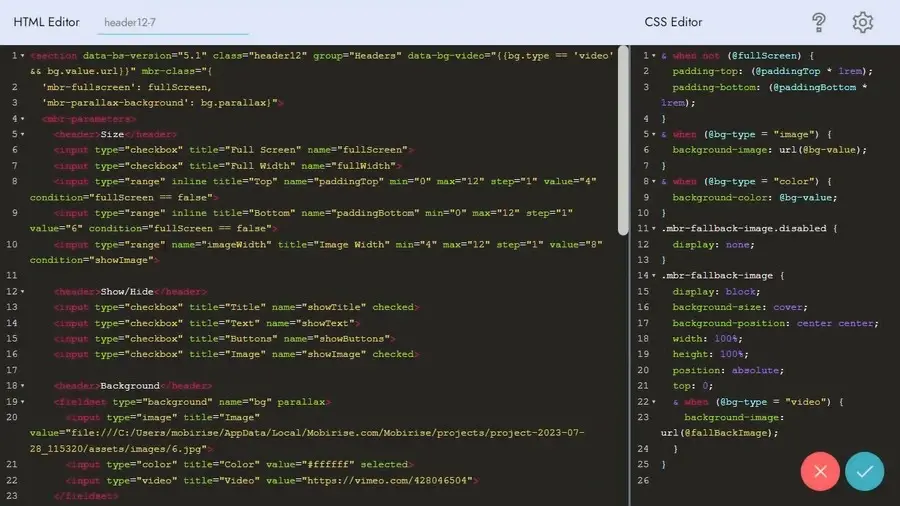 HTML Editor
header12-7
CSS Editor
1 <section data-bs-version="5.1" class="header12" group="Headers" data-bg-video="{{bg.type == 'video'
&& bg.value.url}}" mbr-class="{
2 'mbr-fullscreen': fullScreen,
3 'mbr-parallax-background': bg.parallax}">
4 <mbr-parameters>
5 <header>Size</header>
6 <input type="checkbox" title="Full Screen" name="fullScreen">
7 <input type="checkbox" title="Full Width" name="fullWidth">
8 <input type="range" inline title="Top" name="paddingTop" min="0" max="12" step="1" value="4"
condition="fullScreen == false">
9 <input type="range" inline title="Bottom" name="paddingBottom" min="0" max="12" step="1"
value="6" condition="fullScreen == false">
10 <input type="range" name="imageWidth" title="Image Width" min="4" max="12" step="1" value="8"
condition="showImage">
11
12 <header>Show/Hide</header>
13 <input type="checkbox" title="Title" name="showTitle" checked>
14 <input type="checkbox" title="Text" name="showText">
15 <input type="checkbox" title="Buttons" name="showButtons">
16 <input type="checkbox" title="Image" name="showImage" checked>
17
18 <header>Background</header>
19 <fieldset type="background" name="bg" parallax>
20 <input type="image" title="Image"
value="file:///C:/Users/mobirise/AppData/Local/Mobirise.com/Mobirise/projects/project-2023-07-
28_115320/assets/images/6.jpg">
21 <input type="color" title="Color" value="#ffffff" selected>
22 <input type="video" title="Video" value="https://vimeo.com/428046504">
23 </fieldset>
1 & when not (@fullScreen) {
2 padding-top: (@paddingTop * 1rem);
3 padding-bottom: (@paddingBottom *
1rem);
4 }
5 & when (@bg-type = "image") {
6 background-image: url(@bg-value);
7 }
8 & when (@bg-type = "color") {
9 background-color: @bg-value;
10 }
11 .mbr-fallback-image.disabled {
12 display: none;
13 }
14 .mbr-fallback-image {
15 display: block;
16 background-size: cover;
17 background-position: center center;
18 width: 100%;
19 height: 100%;
20 position: absolute;
21 top: 0;
22 & when (@bg-type = "video") {
23 background-image:
url(@fallBackImage);
24 }
25 }
26